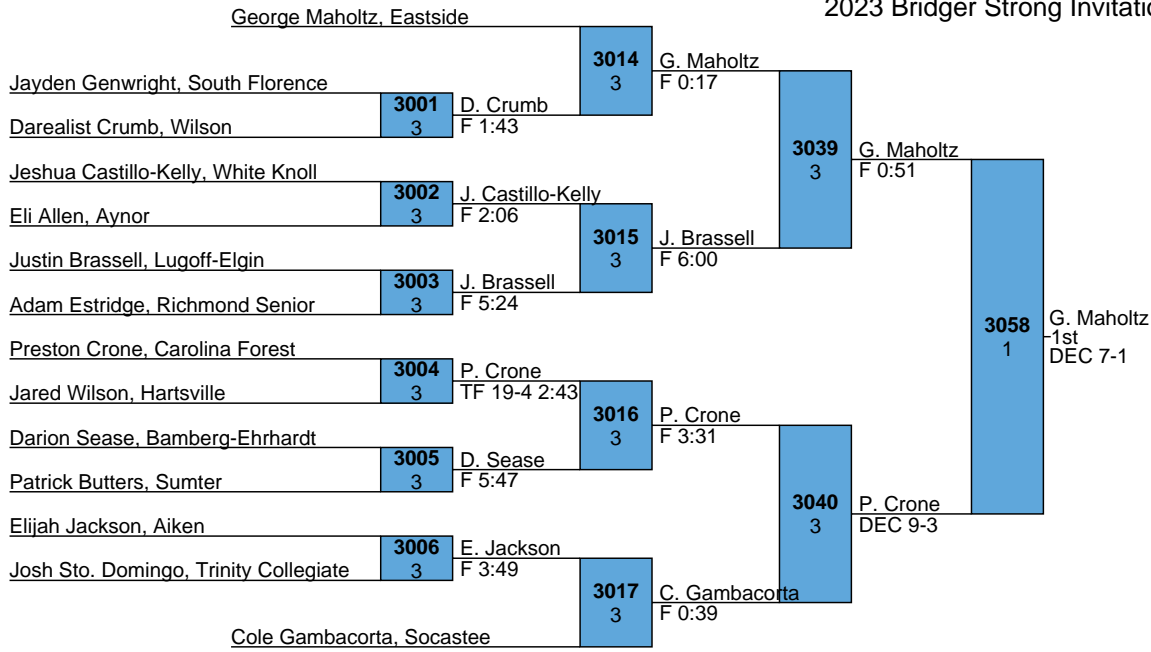 2023 Bridger Strong Invitatio
George Maholtz, Eastside
3014
3
G. Maholtz
F 0:17
Jayden Genwright, South Florence
3001
3
D. Crumb
F 1:43
Darealist Crumb, Wilson
3039
3
G. Maholtz
F 0:51
Jeshua Castillo-Kelly, White Knoll
3002
3
J. Castillo-Kelly
F 2:06
Eli Allen, Aynor
3015
3
J. Brassell
F 6:00
Justin Brassell, Lugoff-Elgin
3003
3
J. Brassell
F 5:24
Adam Estridge, Richmond Senior
3058
1
G. Maholtz
1st
DEC 7-1
Preston Crone, Carolina Forest
3004
3
P. Crone
TF 19-4 2:43
Jared Wilson, Hartsville
3016
3
P. Crone
F 3:31
Darion Sease, Bamberg-Ehrhardt
3005
3
D. Sease
F 5:47
Patrick Butters, Sumter
3040
3
P. Crone
DEC 9-3
Elijah Jackson, Aiken
3006
3
E. Jackson
F 3:49
Josh Sto. Domingo, Trinity Collegiate
3017
3
C. Gambacorta
F 0:39
Cole Gambacorta, Socastee